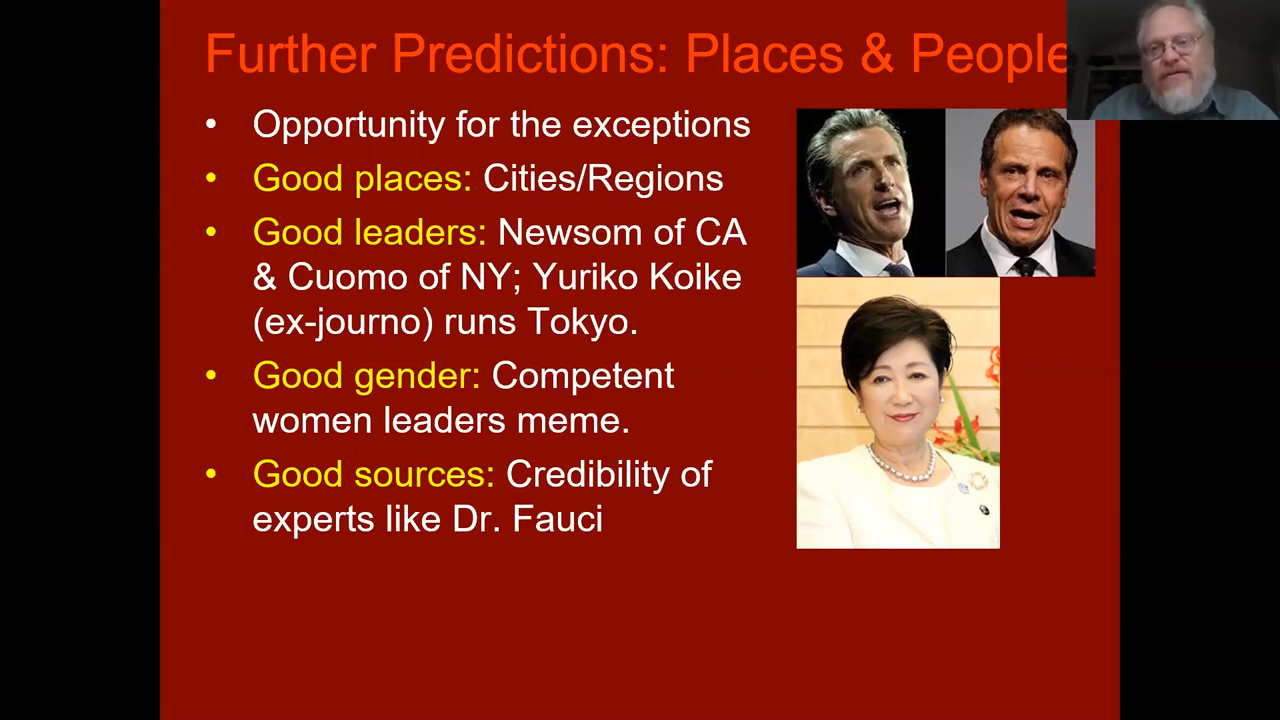 Further Predictions: Places & People
• Opportunity for the exceptions
• Good places: Cities/Regions
• Good leaders: Newsom of CA
& Cuomo of NY; Yuriko Koike
(ex-journo) runs Tokyo.
• Good gender: Competent
women leaders meme.
• Good sources: Credibility of
experts like Dr. Fauci